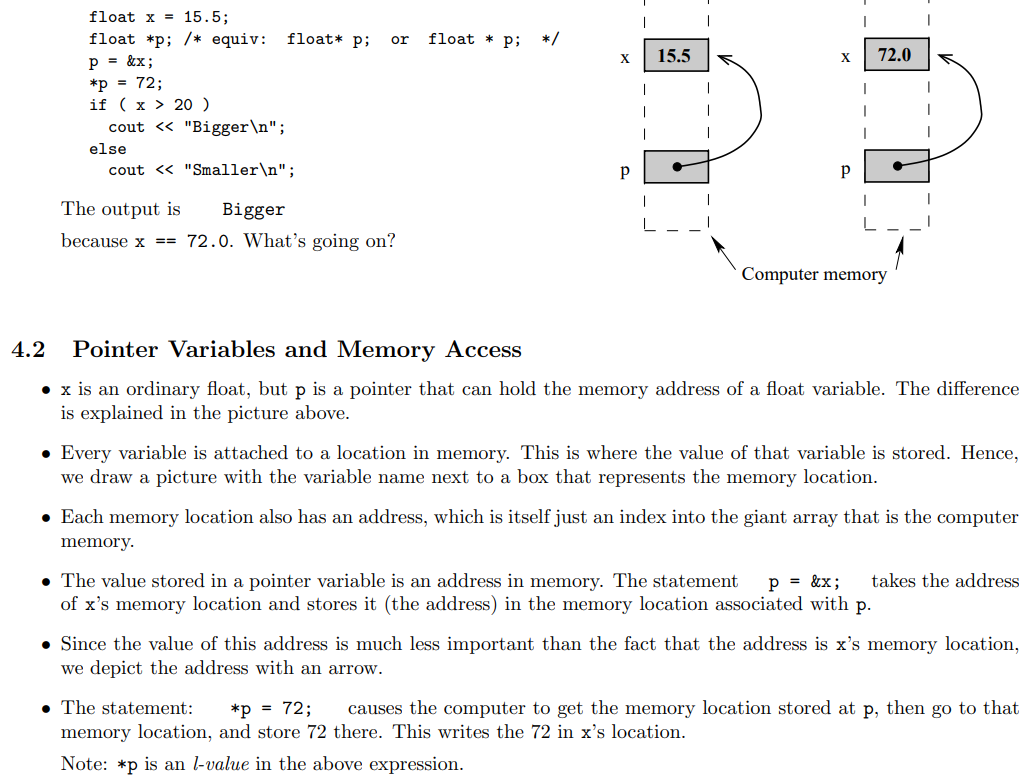 float x = 15.5;
float *p; /* equiv: float* p; or float * p; */
p = &x;
*p = 72;
if ( x > 20 )
cout << "Bigger\n";
else
cout << "Smaller\n";
The output is Bigger
because x == 72.0. What's going on?
x 15.5
p
x 72.0
p
Computer memory
4.2 Pointer Variables and Memory Access
• x is an ordinary float, but p is a pointer that can hold the memory address of a float variable. The difference
is explained in the picture above.
• Every variable is attached to a location in memory. This is where the value of that variable is stored. Hence,
we draw a picture with the variable name next to a box that represents the memory location.
• Each memory location also has an address, which is itself just an index into the giant array that is the computer
memory.
• The value stored in a pointer variable is an address in memory. The statement p = &x; takes the address
of x's memory location and stores it (the address) in the memory location associated with p.
• Since the value of this address is much less important than the fact that the address is x's memory location,
we depict the address with an arrow.
• The statement: *p = 72; causes the computer to get the memory location stored at p, then go to that
memory location, and store 72 there. This writes the 72 in x's location.
Note: *p is an l-value in the above expression.